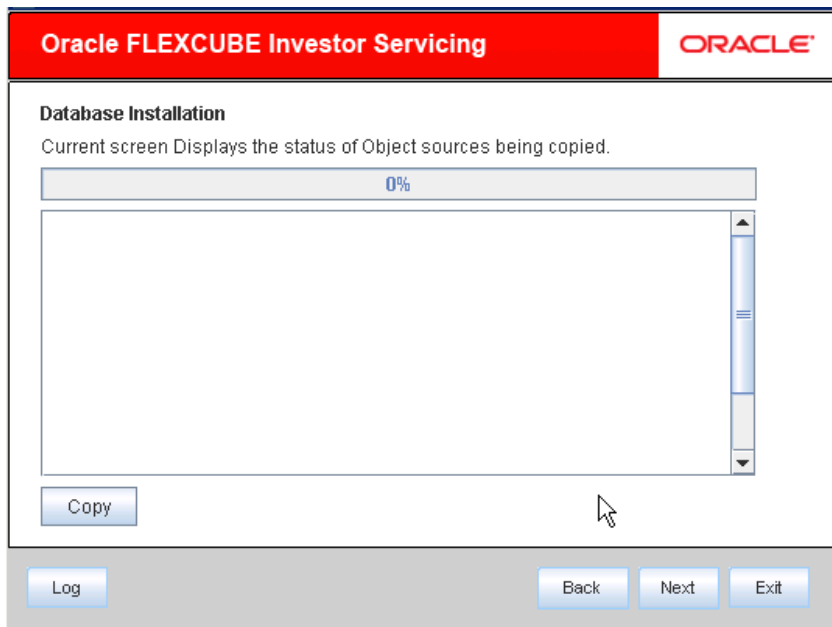 Oracle FLEXCUBE Investor Servicing
ORACLE®
Database Installation
Current screen Displays the status of Object sources being copied.
0%
Copy
Log
Back
Next
Exit